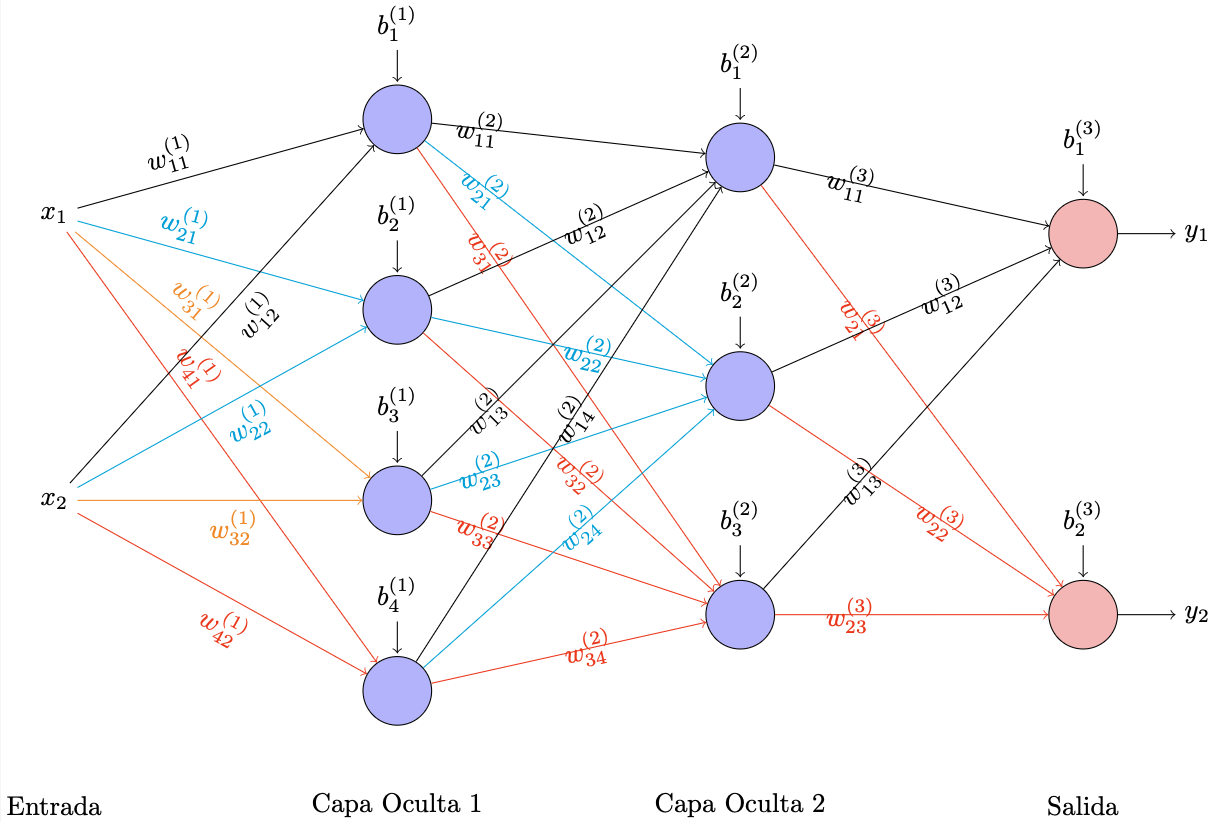 b_1^{(1)}
b_1^{(2)}
b_1^{(3)}
w_{11}^{(1)}
w_{11}^{(2)}
w_{11}^{(3)}
x_1
w_{21}^{(1)}
w_{21}^{(2)}
b_2^{(1)}
w_{12}^{(2)}
y_1
w_{31}^{(2)}
w_{31}^{(1)}
w_{12}^{(1)}
b_2^{(2)}
w_{12}^{(3)}
w_{21}^{(3)}
w_{41}^{(1)}
w_{22}^{(2)}
b_3^{(1)}
w_{22}^{(1)}
w_{13}^{(2)}
w_{14}^{(2)}
x_2
w_{23}^{(2)}
w_{32}^{(2)}
w_{13}^{(3)}
w_{32}^{(1)}
w_{33}^{(2)}
w_{24}^{(2)}
b_3^{(2)}
w_{22}^{(3)}
b_2^{(3)}
b_4^{(1)}
w_{42}^{(1)}
w_{34}^{(2)}
w_{23}^{(3)}
y_2
Entrada
Capa Oculta 1
Capa Oculta 2
Salida